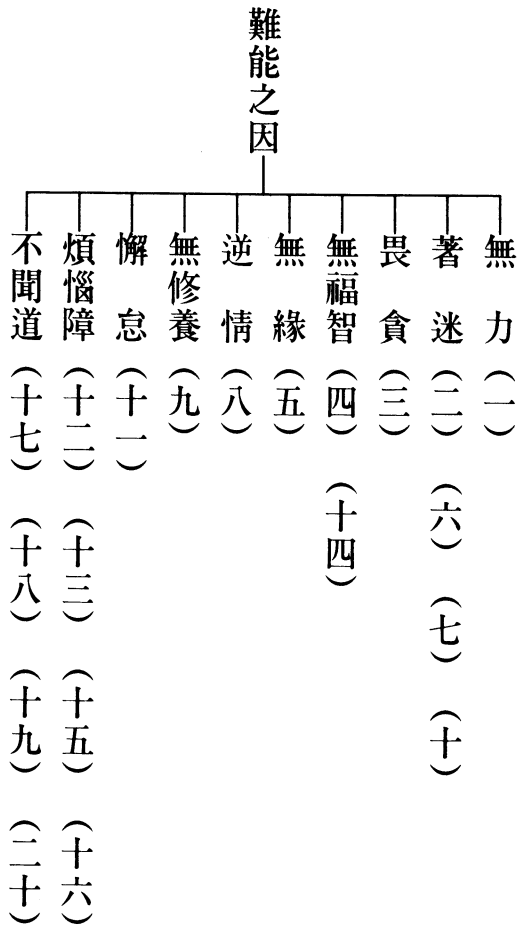 難能之因
無力（一）
著迷（二）（六）（七）（十）
畏貪（三）
無福智（四）（十四）
無緣（五）
逆情（八）
無修養（九）
懈怠（十一）
煩惱障（十二）（十三）（十五）（十六）
不聞道（十七）（十八）（十九）（二十）